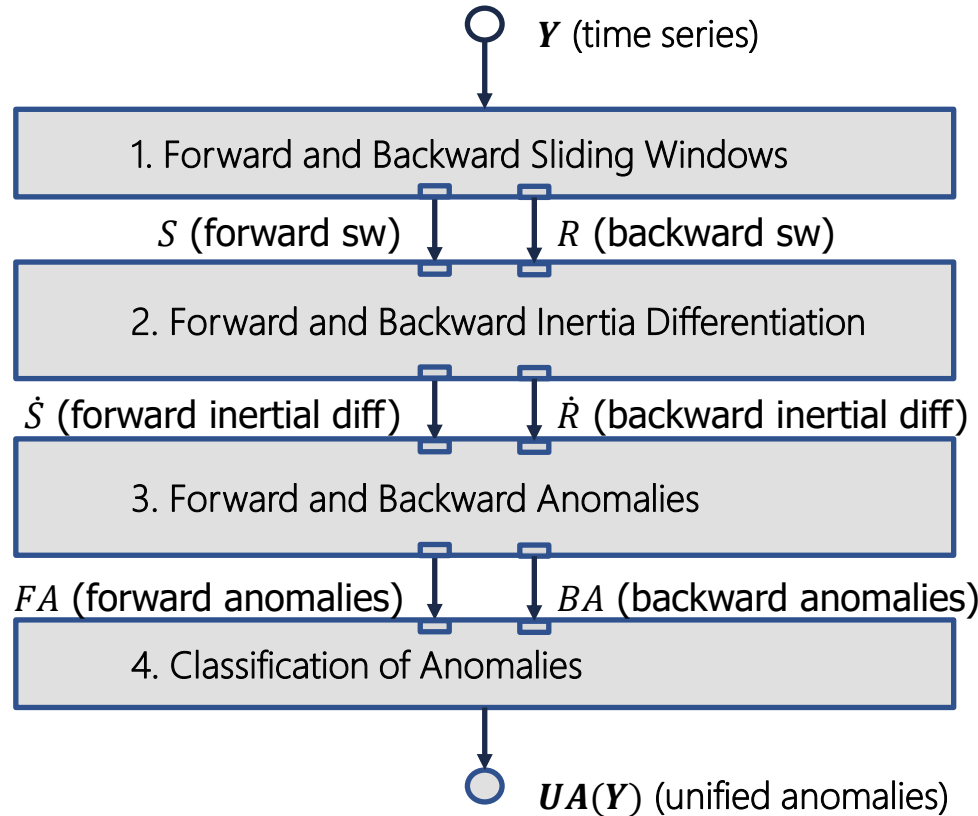 Y (time series)
1. Forward and Backward Sliding Windows
S (forward sw) R (backward sw)
2. Forward and Backward Inertia Differentiation
Ṡ (forward inertial diff) Ṙ (backward inertial diff)
3. Forward and Backward Anomalies
FA (forward anomalies) BA (backward anomalies)
4. Classification of Anomalies
UA(Y) (unified anomalies)